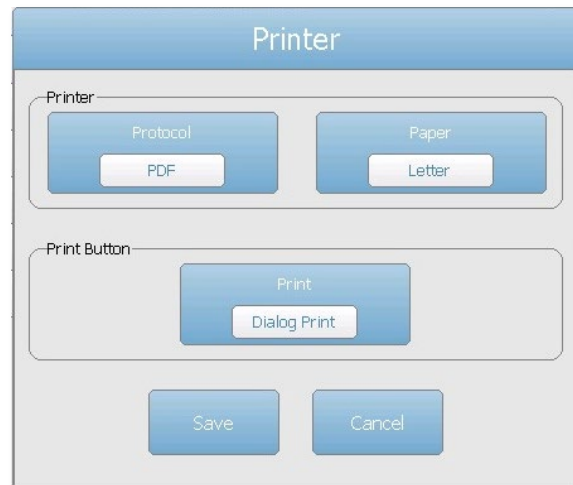 Printer
Printer
Protocol
PDF
Paper
Letter
Print Button
Print
Dialog Print
Save
Cancel